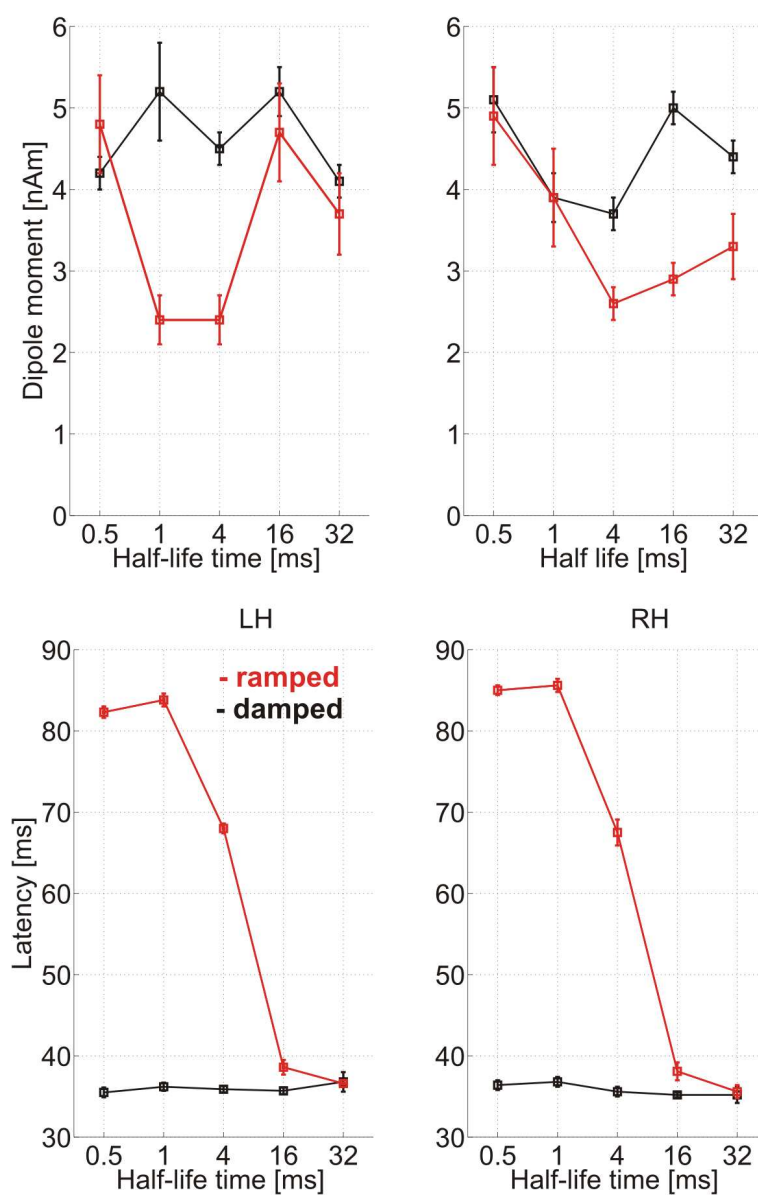 6 6
5 5
4 4
3 3
2 2
1 1
0 0
Dipole moment [nAm]
0.5 1 4 16 32 0.5 1 4 16 32
Half-life time [ms] Half life [ms]
LH RH
90 90
80 80
70 70
60 60
50 50
40 40
30 30
- ramped
- damped
Latency [ms]
0.5 1 4 16 32 0.5 1 4 16 32
Half-life time [ms] Half-life time [ms]